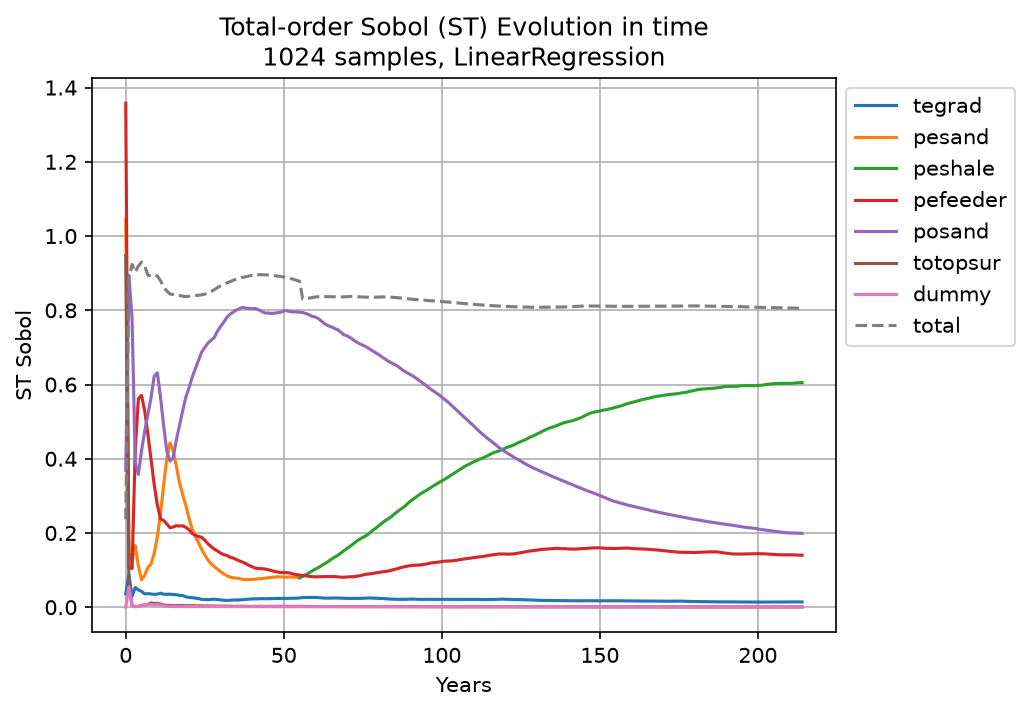 Total-order Sobol (ST) Evolution in time
1024 samples, LinearRegression
ST Sobol
1.4
1.2
1.0
0.8
0.6
0.4
0.2
0.0
0
50
100
150
200
Years
tegrad
pesand
peshale
pefeeder
posand
totopsur
dummy
total